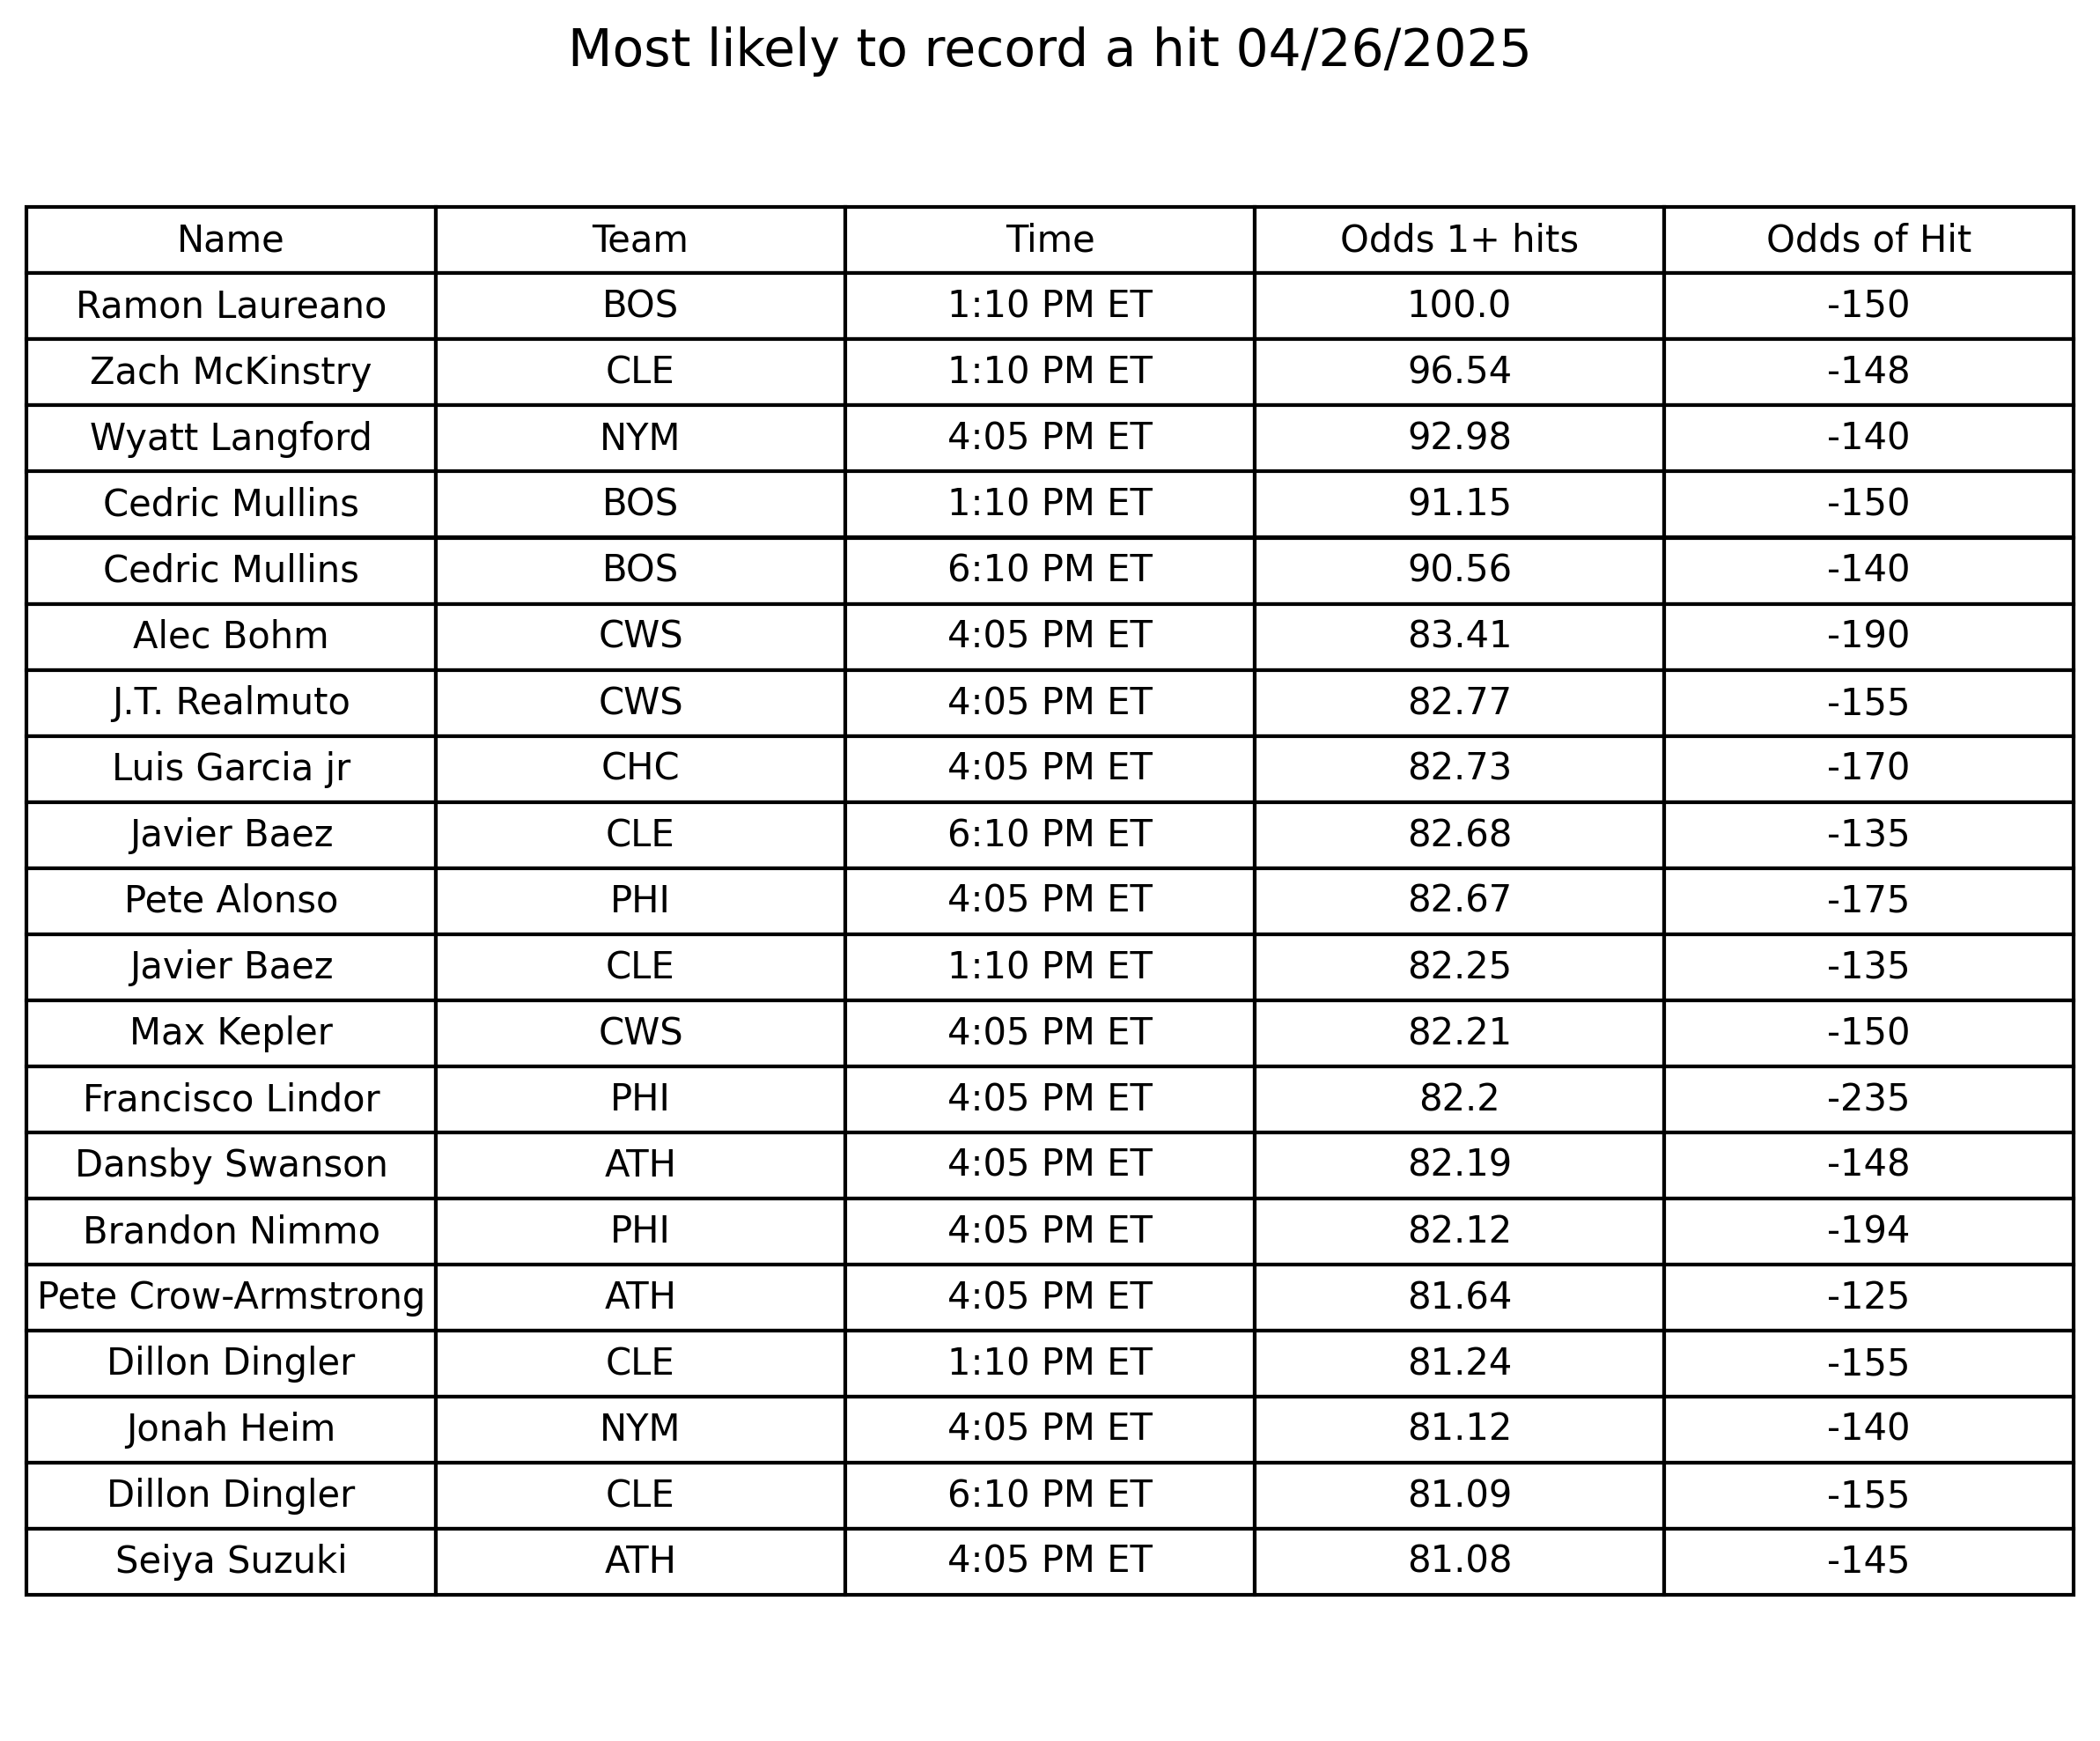 Most likely to record a hit 04/26/2025
Name Team Time Odds 1+ hits Odds of Hit
Ramon Laureano BOS 1:10 PM ET 100.0 -150
Zach McKinstry CLE 1:10 PM ET 96.54 -148
Wyatt Langford NYM 4:05 PM ET 92.98 -140
Cedric Mullins BOS 1:10 PM ET 91.15 -150
Cedric Mullins BOS 6:10 PM ET 90.56 -140
Alec Bohm CWS 4:05 PM ET 83.41 -190
J.T. Realmuto CWS 4:05 PM ET 82.77 -155
Luis Garcia jr CHC 4:05 PM ET 82.73 -170
Javier Baez CLE 6:10 PM ET 82.68 -135
Pete Alonso PHI 4:05 PM ET 82.67 -175
Javier Baez CLE 1:10 PM ET 82.25 -135
Max Kepler CWS 4:05 PM ET 82.21 -150
Francisco Lindor PHI 4:05 PM ET 82.2 -235
Dansby Swanson ATH 4:05 PM ET 82.19 -148
Brandon Nimmo PHI 4:05 PM ET 82.12 -194
Pete Crow-Armstrong ATH 4:05 PM ET 81.64 -125
Dillon Dingler CLE 1:10 PM ET 81.24 -155
Jonah Heim NYM 4:05 PM ET 81.12 -140
Dillon Dingler CLE 6:10 PM ET 81.09 -155
Seiya Suzuki ATH 4:05 PM ET 81.08 -145